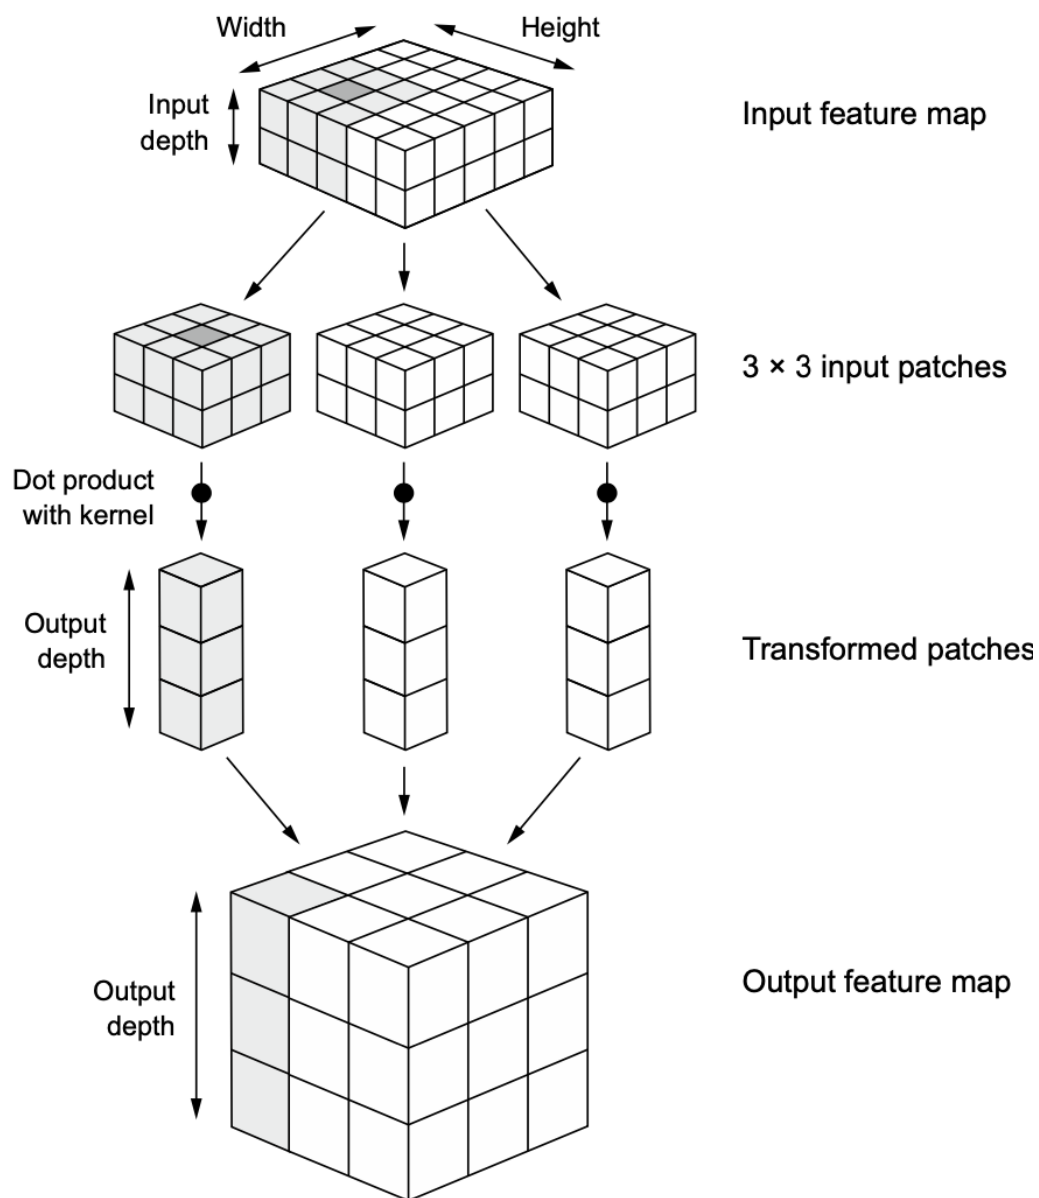 Width
Height
Input
depth
Input feature map
3 × 3 input patches
Dot product
with kernel
Output
depth
Transformed patches
Output
depth
Output feature map